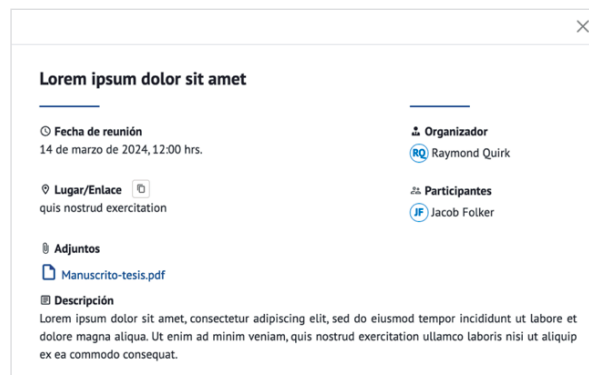 Lorem ipsum dolor sit amet
Fecha de reunión
14 de marzo de 2024, 12:00 hrs.
Organizador
RQ Raymond Quirk
Lugar/Enlace
quis nostrud exercitation
Participantes
JF Jacob Folker
Adjuntos
Manuscrito-tesis.pdf
Descripción
Lorem ipsum dolor sit amet, consectetur adipiscing elit, sed do eiusmod tempor incididunt ut labore et
dolore magna aliqua. Ut enim ad minim veniam, quis nostrud exercitation ullamco laboris nisi ut aliquip
ex ea commodo consequat.